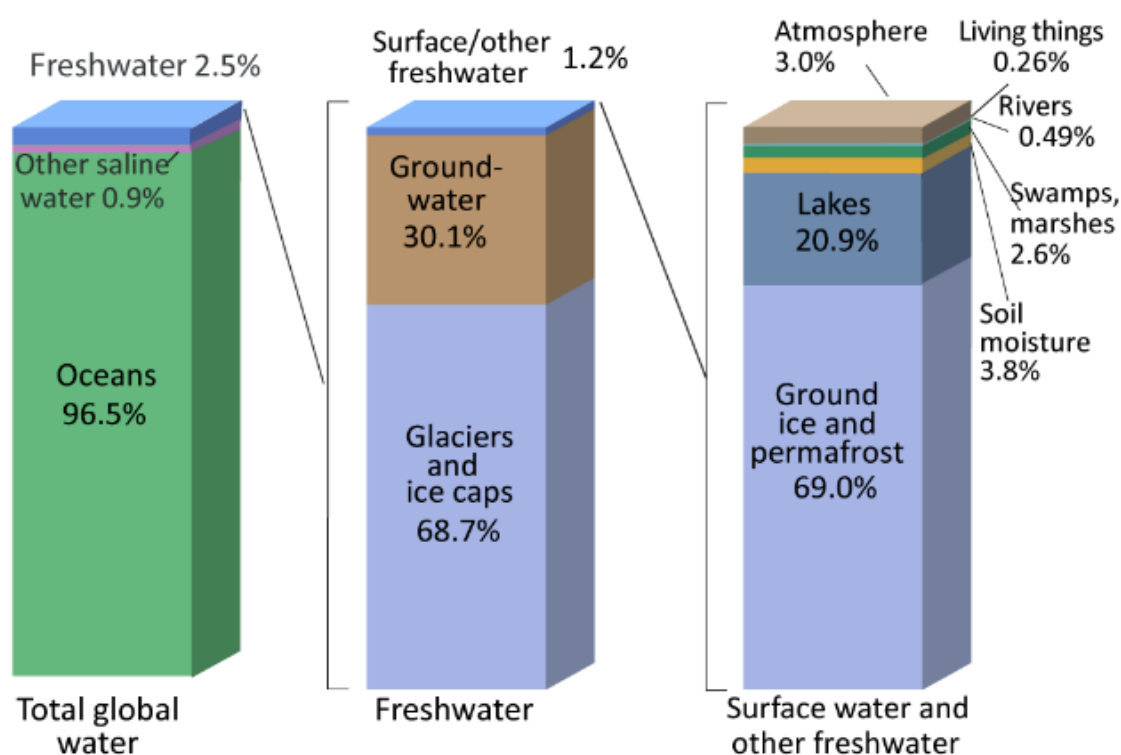 Freshwater 2.5%
Other saline
water 0.9%
Oceans
96.5%
Total global
water
Surface/other
freshwater 1.2%
Ground-
water
30.1%
Glaciers
and
ice caps
68.7%
Freshwater
Atmosphere
3.0%
Living things
0.26%
Rivers
0.49%
Swamps,
marshes
2.6%
Soil
moisture
3.8%
Lakes
20.9%
Ground
ice and
permafrost
69.0%
Surface water and
other freshwater